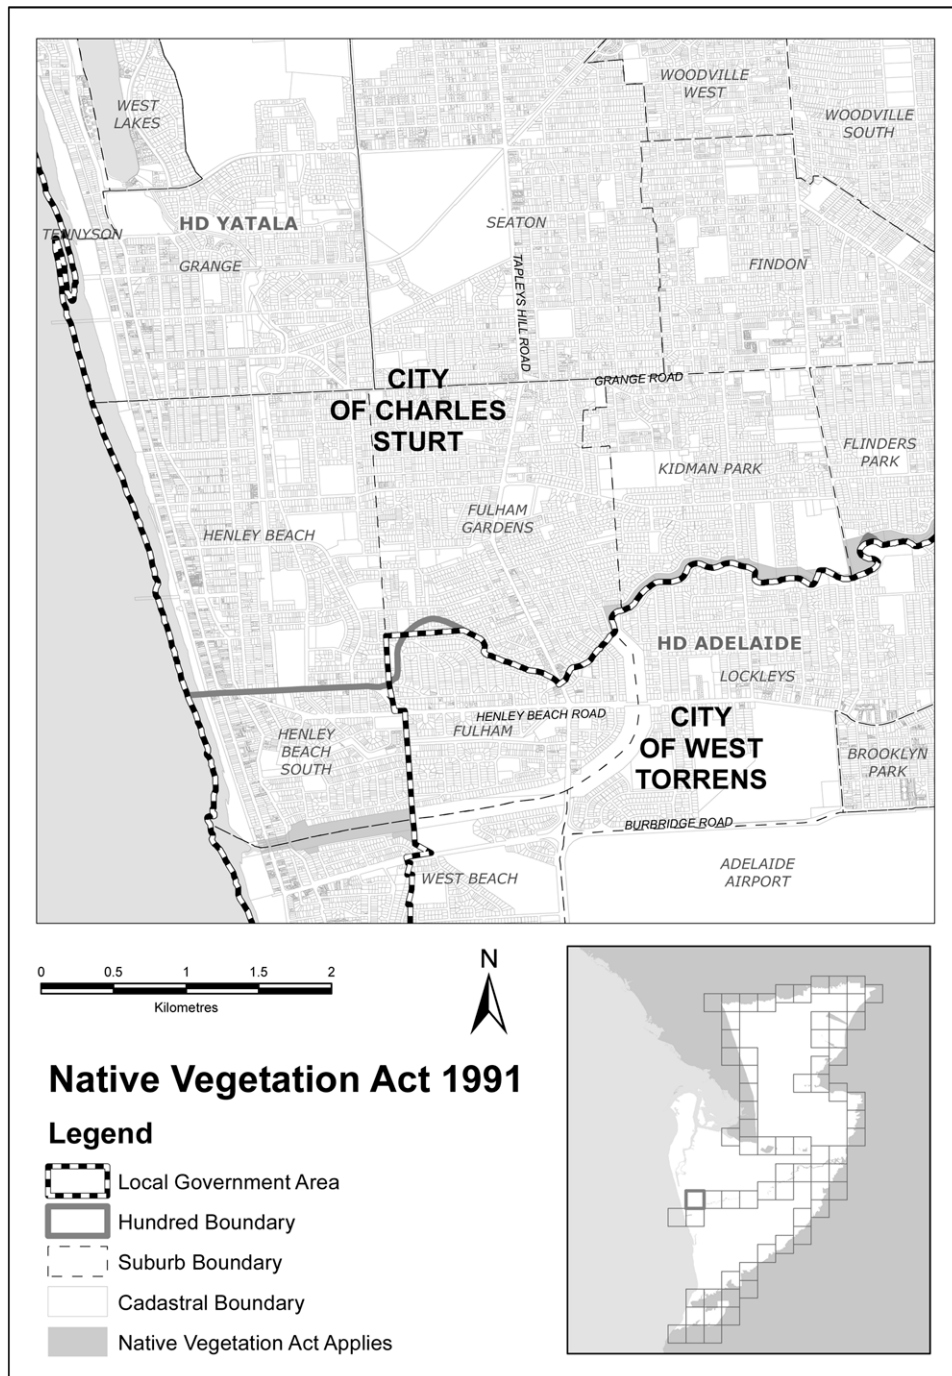 WOODVILLE
WEST
WEST
LAKES
WOODVILLE
SOUTH
HD YATALA
SEATON
TENNYSON
GRANGE
FINDON
TAPLEYS HILL ROAD
CITY
OF CHARLES
STURT
GRANGE ROAD
FLINDERS
PARK
KIDMAN PARK
FULHAM
GARDENS
HENLEY BEACH
HD ADELAIDE
LOCKLEYS
HENLEY BEACH ROAD
FULHAM
CITY
OF WEST
TORRENS
HENLEY
BEACH
SOUTH
BROOKLYN
PARK
BURBRIDGE ROAD
WEST BEACH
ADELAIDE
AIRPORT
0 0.5 1 1.5 2
Kilometres
N
Native Vegetation Act 1991
Legend
Local Government Area
Hundred Boundary
Suburb Boundary
Cadastral Boundary
Native Vegetation Act Applies